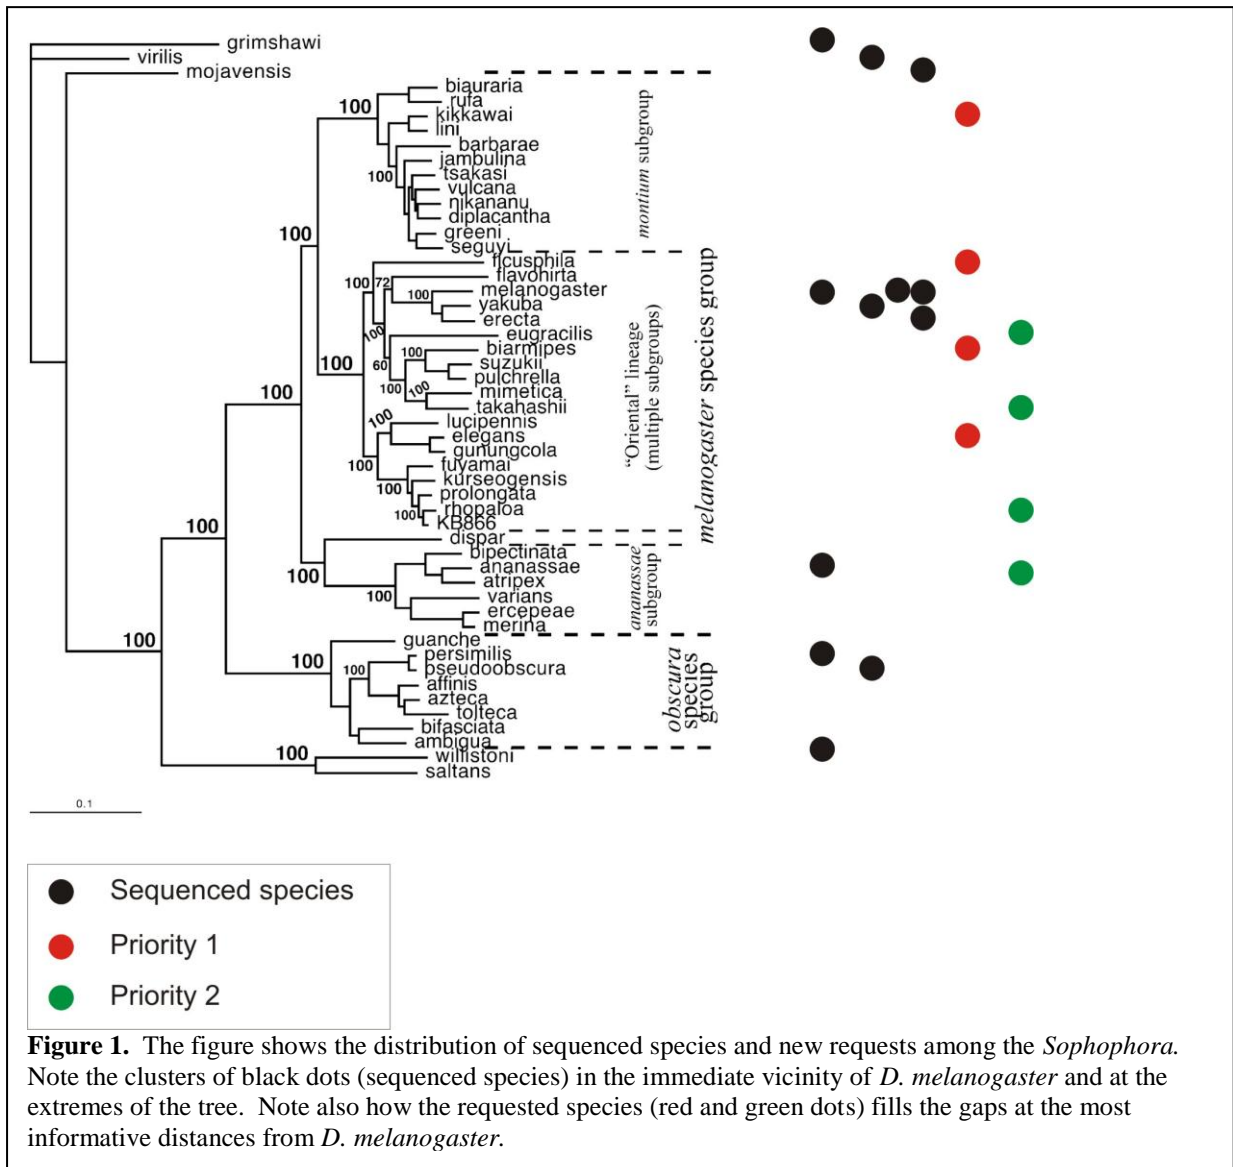 grimshawi
virilis
mojavensis
biauraria
rufa
100
kikkawai
lini
barbarae
jambulina
tsakasi
100
vulcana
nikananu
diplacantha
greeni
seguyi
100
montium subgroup
ficusphila
flavohirta
100
72
melanogaster
100
yakuba
erecta
100
eugracilis
biarmipes
100
suzukii
60
100
pulchrella
100
mimetica
100
takahashii
100
lucipennis
100
elegans
gunungcola
100
fuyamai
kurseogensis
100
prolongata
rhopaloa
100
KB866
"Oriental" lineage
(multiple subgroups)
melanogaster species group
dispar
bipectinata
ananassae
100
atripex
100
varians
ercepeae
merina
ananassae
subgroup
100
100
guanche
persimilis
100
100
pseudoobscura
affinis
azteca
tolteca
bifasciata
ambigua
obscura
species
group
100
willistoni
saltans
0.1
Sequenced species
Priority 1
Priority 2
Figure 1. The figure shows the distribution of sequenced species and new requests among the Sophophora.
Note the clusters of black dots (sequenced species) in the immediate vicinity of D. melanogaster and at the
extremes of the tree. Note also how the requested species (red and green dots) fills the gaps at the most
informative distances from D. melanogaster.